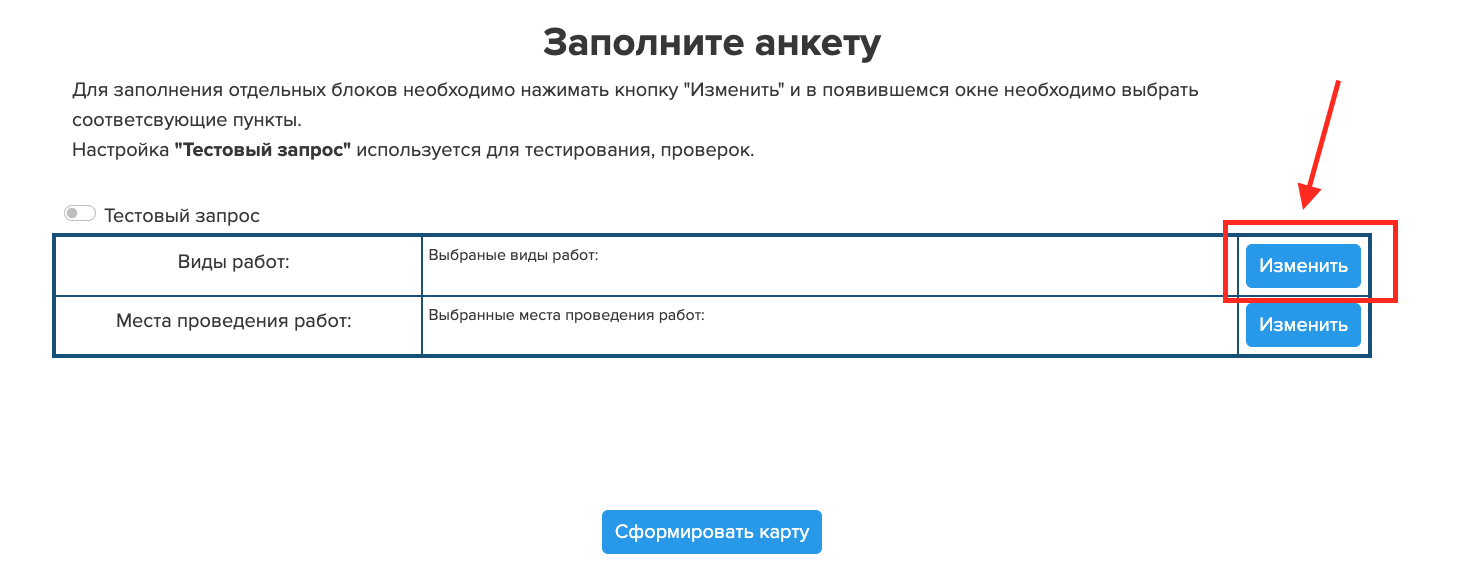 Заполните анкету
Для заполнения отдельных блоков необходимо нажимать кнопку "Изменить" и в появившемся окне необходимо выбрать
соответсвующие пункты.
Настройка "Тестовый запрос" используется для тестирования, проверок.
Тестовый запрос
Виды работ:
Выбраные виды работ:
Изменить
Места проведения работ:
Выбранные места проведения работ:
Изменить
Сформировать карту